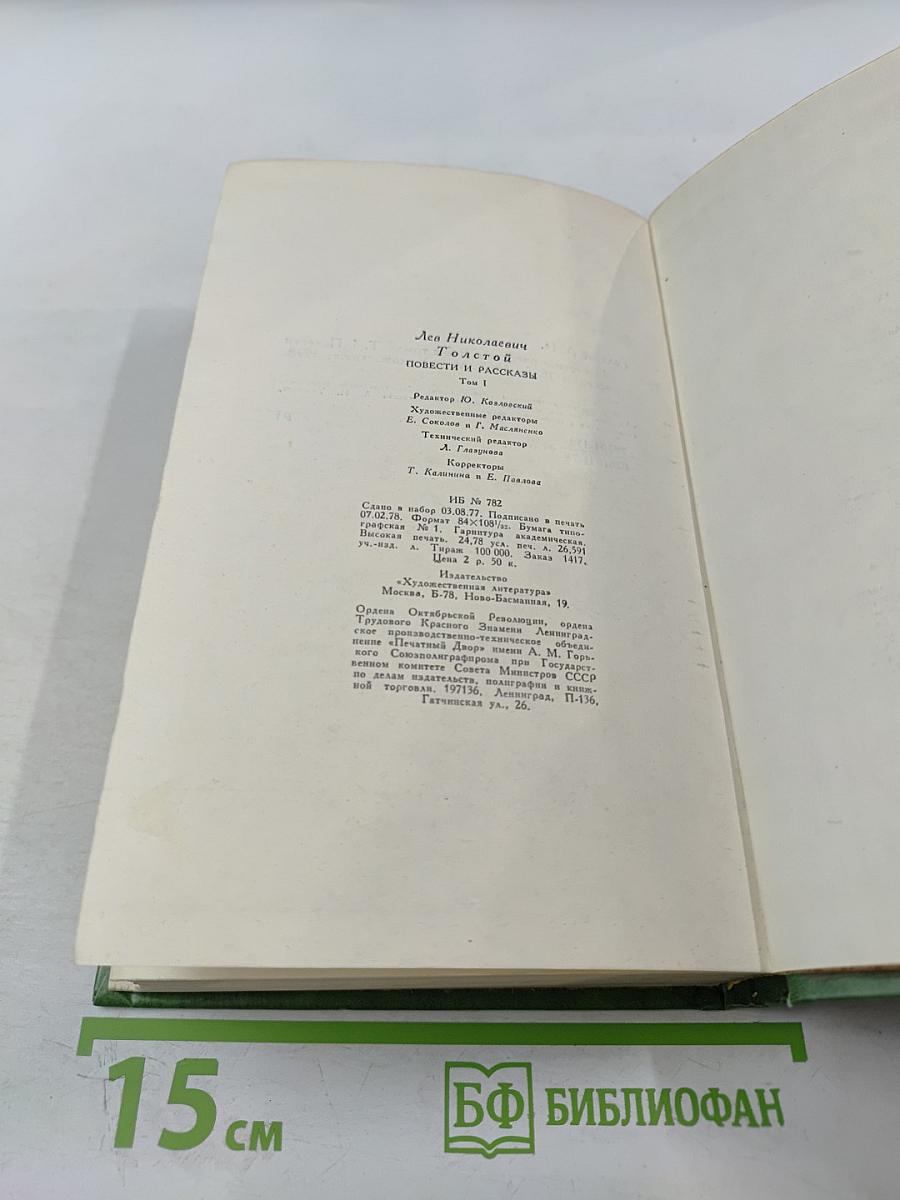 Лев Николаевич
Толстой
ПОВЕСТИ И РАССКАЗЫ
Том I
Редактор Ю. Козловский
Художественные редакторы
Е. Соколов и Г. Масляненко
Технический редактор
Л. Глазунова
Корректоры
Т. Калинина и Е. Павлова
ИБ № 782
Сдано в набор 03.08.77. Подписано в печать
07.02.78. Формат 84×108¹/₃₂. Бумага типо-
графская № 1. Гарнитура академическая.
Высокая печать. 24,78 усл. печ. л. 26,591
уч.-изд. л. Тираж 100 000. Заказ 1417.
Цена 2 р. 50 к.
Издательство
«Художественная литература»
Москва, Б-78, Ново-Басманная, 19.
Ордена Октябрьской Революции, ордена
Трудового Красного Знамени Ленинград-
ское производственно-техническое объеди-
нение «Печатный Двор» имени А. М. Горь-
кого Союзполиграфпрома при Государст-
венном комитете Совета Министров СССР
по делам издательств, полиграфии и книж-
ной торговли. 197136, Ленинград, П-136,
Гатчинская ул., 26.
15 см
БФ БИБЛИОФАН